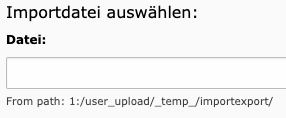 Importdatei auswählen:
Datei:
From path: 1:/user_upload/_temp_/importexport/